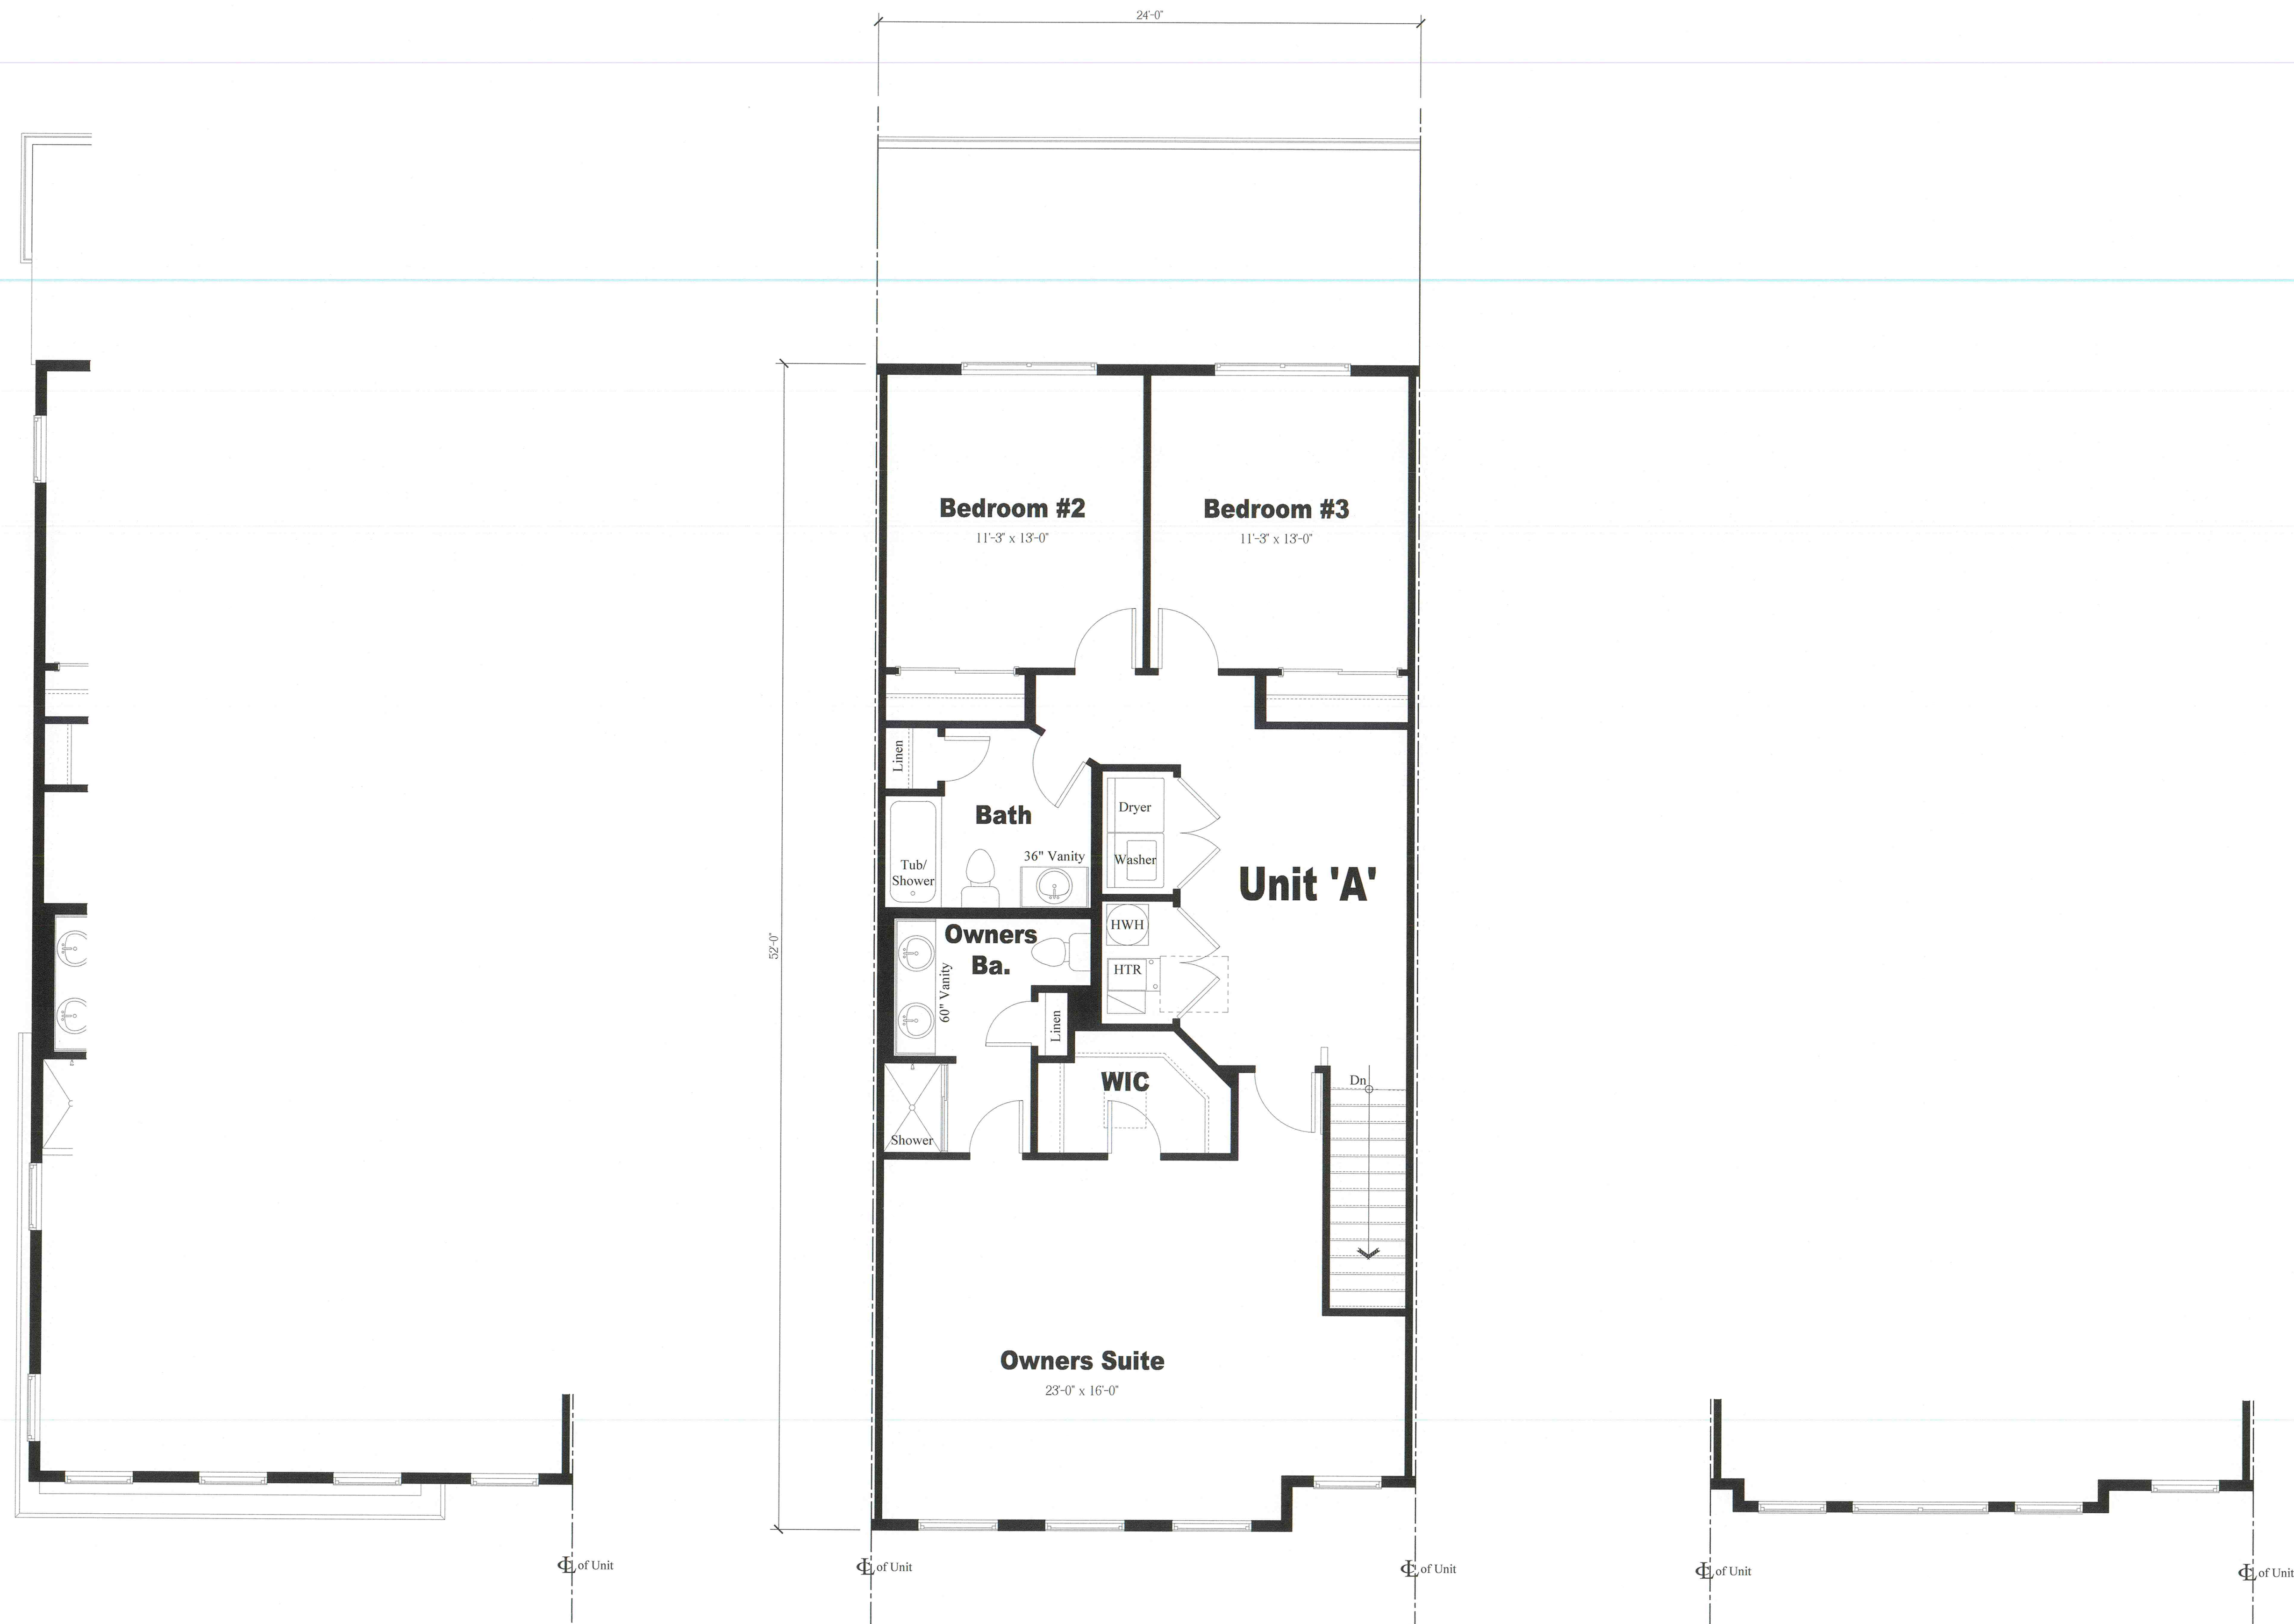 24'-0"
Bedroom #2
11'-3" x 13'-0"
Bedroom #3
11'-3" x 13'-0"
Linen
Bath
Dryer
Washer
36" Vanity
Tub/
Shower
Unit 'A'
Owners
Ba.
60" Vanity
HWH
HTR
Linen
52'-0"
WIC
Dn
Shower
Owners Suite
23'-0" x 16'-0"
℄ of Unit
℄ of Unit
℄ of Unit
℄ of Unit
℄ of Unit